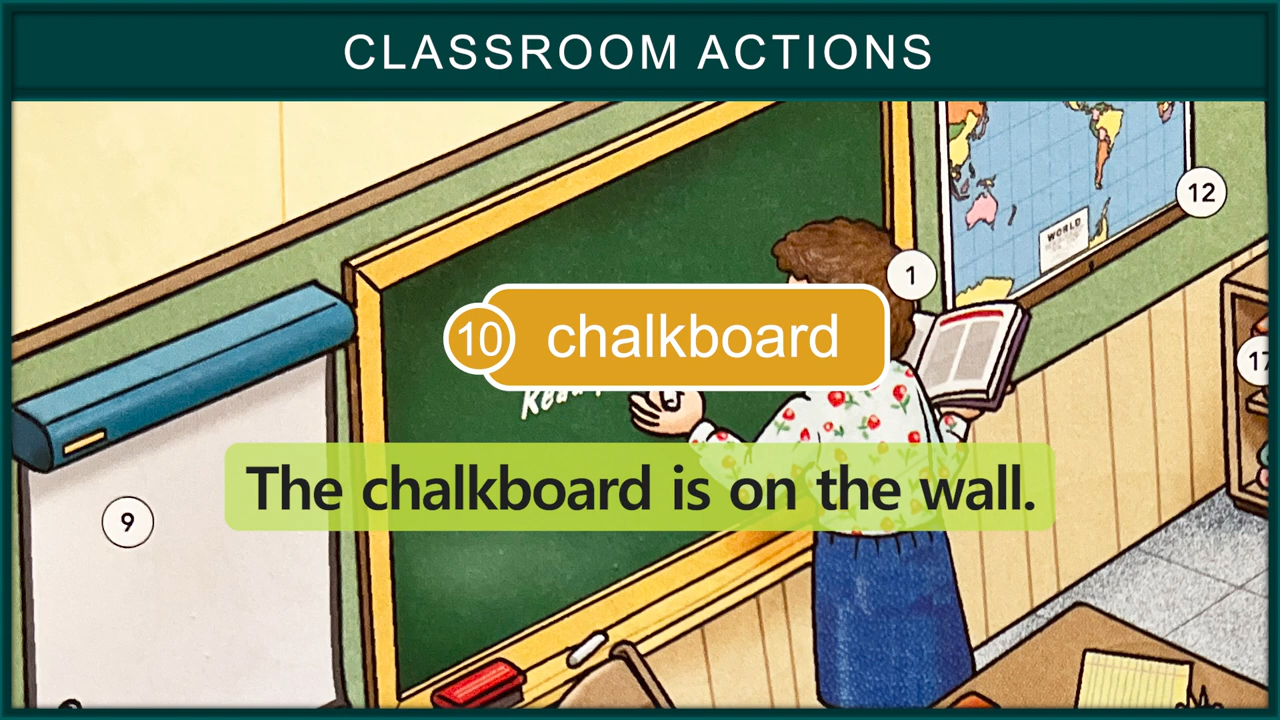 CLASSROOM ACTIONS
12
WORLD
1
10 chalkboard
17
The chalkboard is on the wall.
9